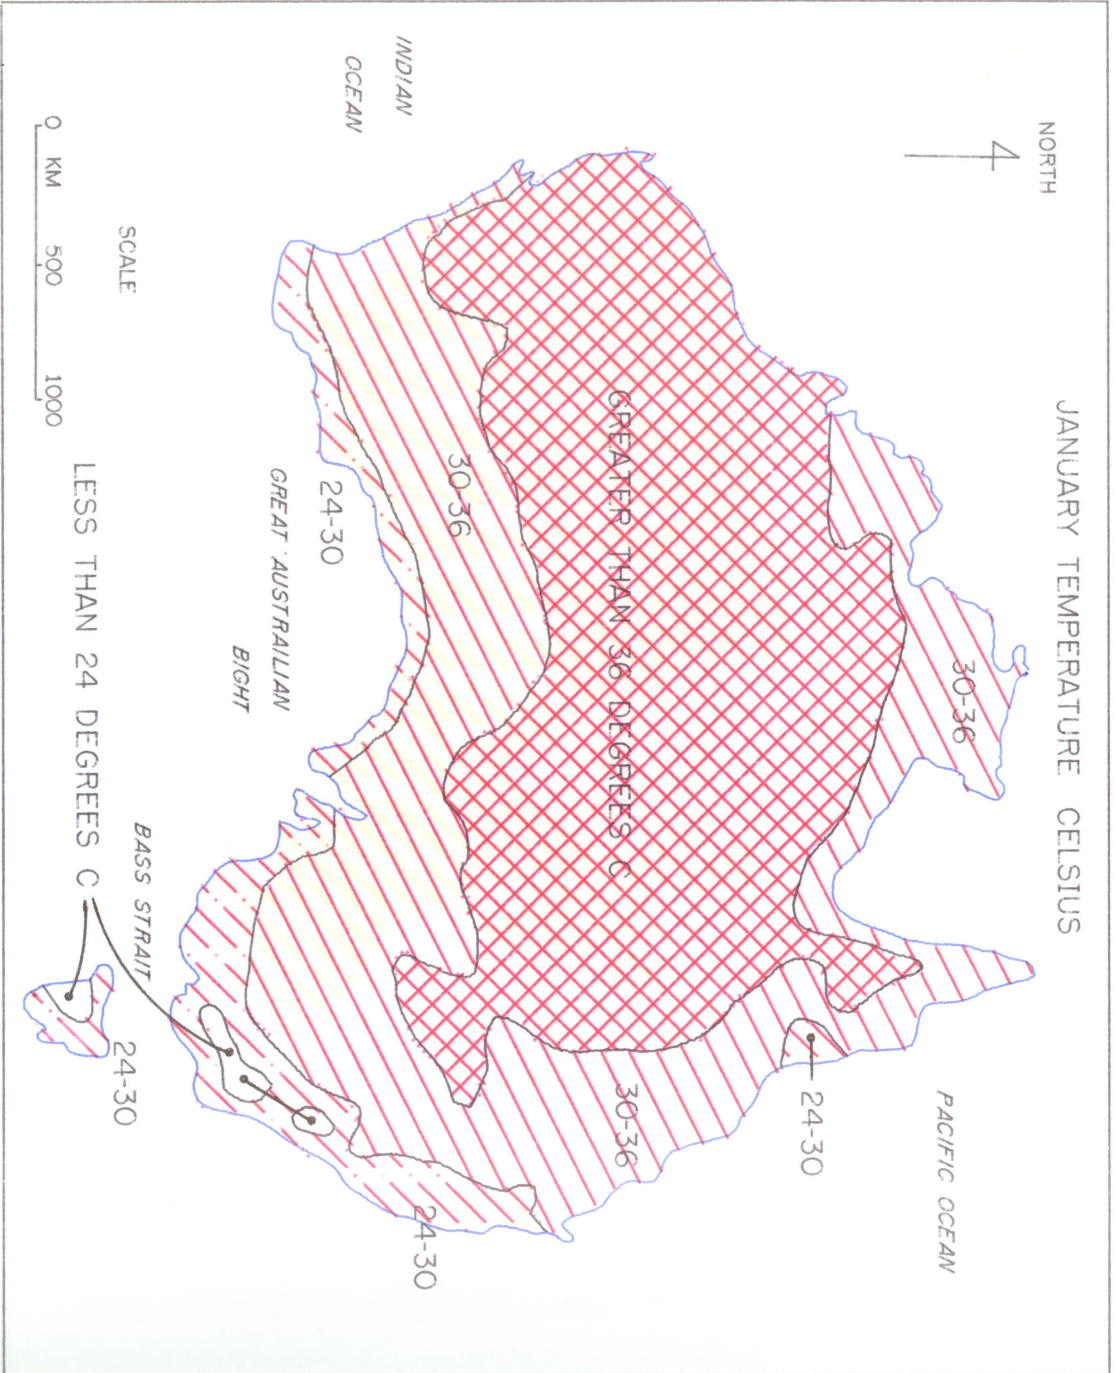 JANUARY TEMPERATURE CELSIUS
NORTH
4
30-36
PACIFIC OCEAN
24-30
GREATER THAN 36 DEGREES C
30-36
INDIAN
OCEAN
30-36
24-30
24-30
GREAT AUSTRAILIAN
BIGHT
BASS STRAIT
24-30
LESS THAN 24 DEGREES C
SCALE
0 KM 500 1000